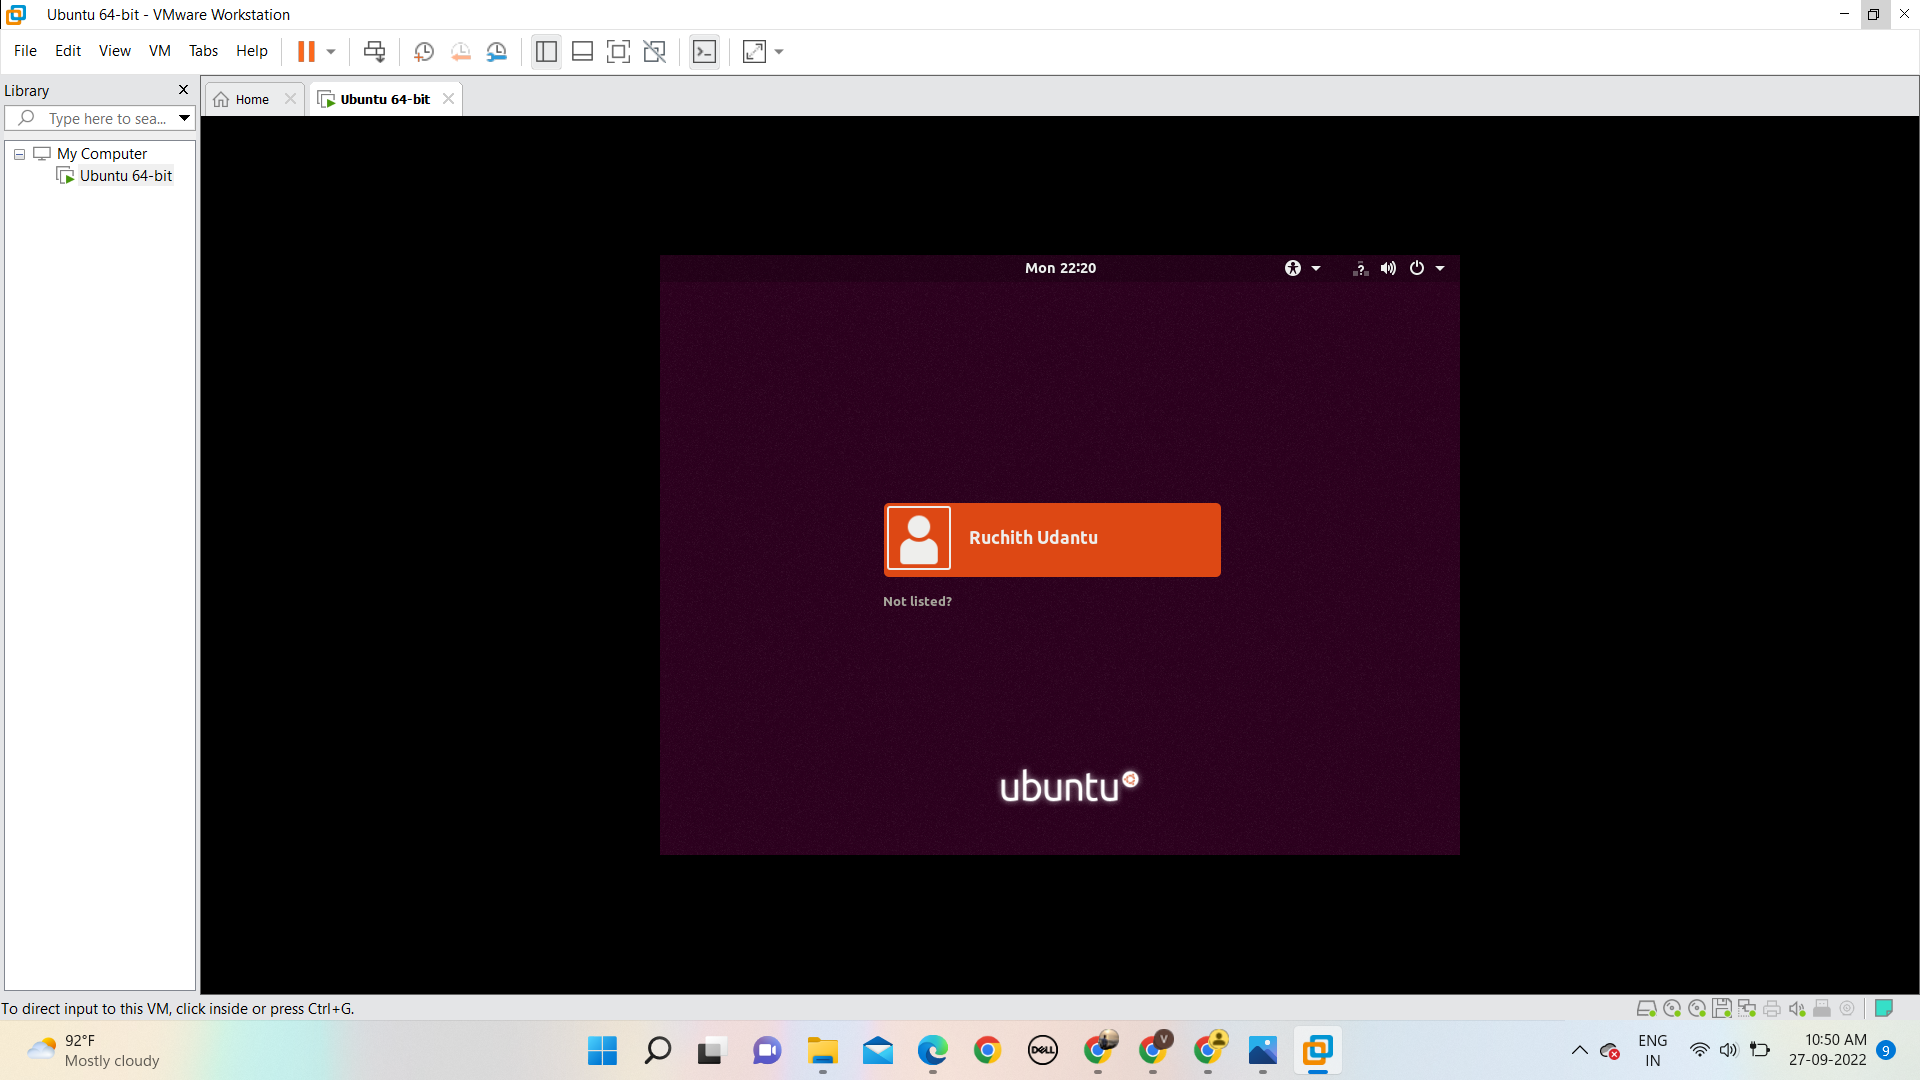 Ubuntu 64-bit - VMware Workstation
File Edit View VM Tabs Help
Library
Type here to sea...
My Computer
Ubuntu 64-bit
Home
Ubuntu 64-bit
Mon 22:20
Ruchith Udantu
Not listed?
ubuntu
To direct input to this VM, click inside or press Ctrl+G.
92°F
Mostly cloudy
DELL
V
ENG
IN
10:50 AM
27-09-2022
9